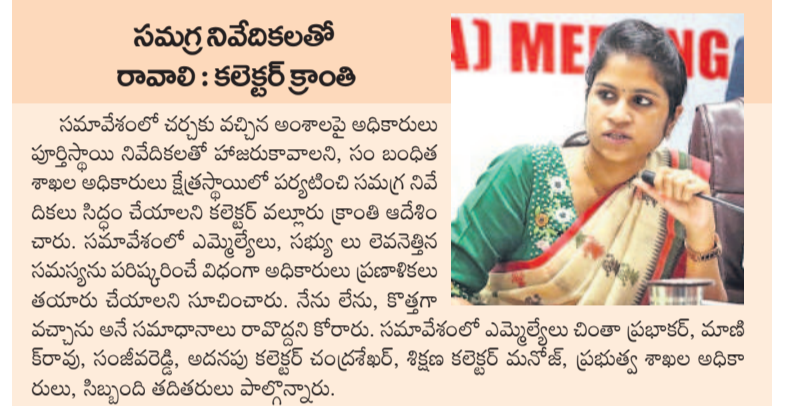 సమగ్ర నివేదికలతో
రావాలి : కలెక్టర్ క్రాంతి
A) MEETING
సమావేశంలో చర్చకు వచ్చిన అంశాలపై అధికారులు
పూర్తిస్థాయి నివేదికలతో హాజరుకావాలని, సం బంధిత
శాఖల అధికారులు క్షేత్రస్థాయిలో పర్యటించి సమగ్ర నివే
దికలు సిద్ధం చేయాలని కలెక్టర్ వల్లూరు క్రాంతి ఆదేశిం
చారు. సమావేశంలో ఎమ్మెల్యేలు, సభ్యు లు లెవనెత్తిన
సమస్యను పరిష్కరించే విధంగా అధికారులు ప్రణాళికలు
తయారు చేయాలని సూచించారు. నేను లేను, కొత్తగా
వచ్చాను అనే సమాధానాలు రావొద్దని కోరారు. సమావేశంలో ఎమ్మెల్యేలు చింతా ప్రభాకర్, మాణి
క్‌రావు, సంజీవరెడ్డి, అదనపు కలెక్టర్ చంద్రశేఖర్, శిక్షణ కలెక్టర్ మనోజ్, ప్రభుత్వ శాఖల అధికా
రులు, సిబ్బంది తదితరులు పాల్గొన్నారు.